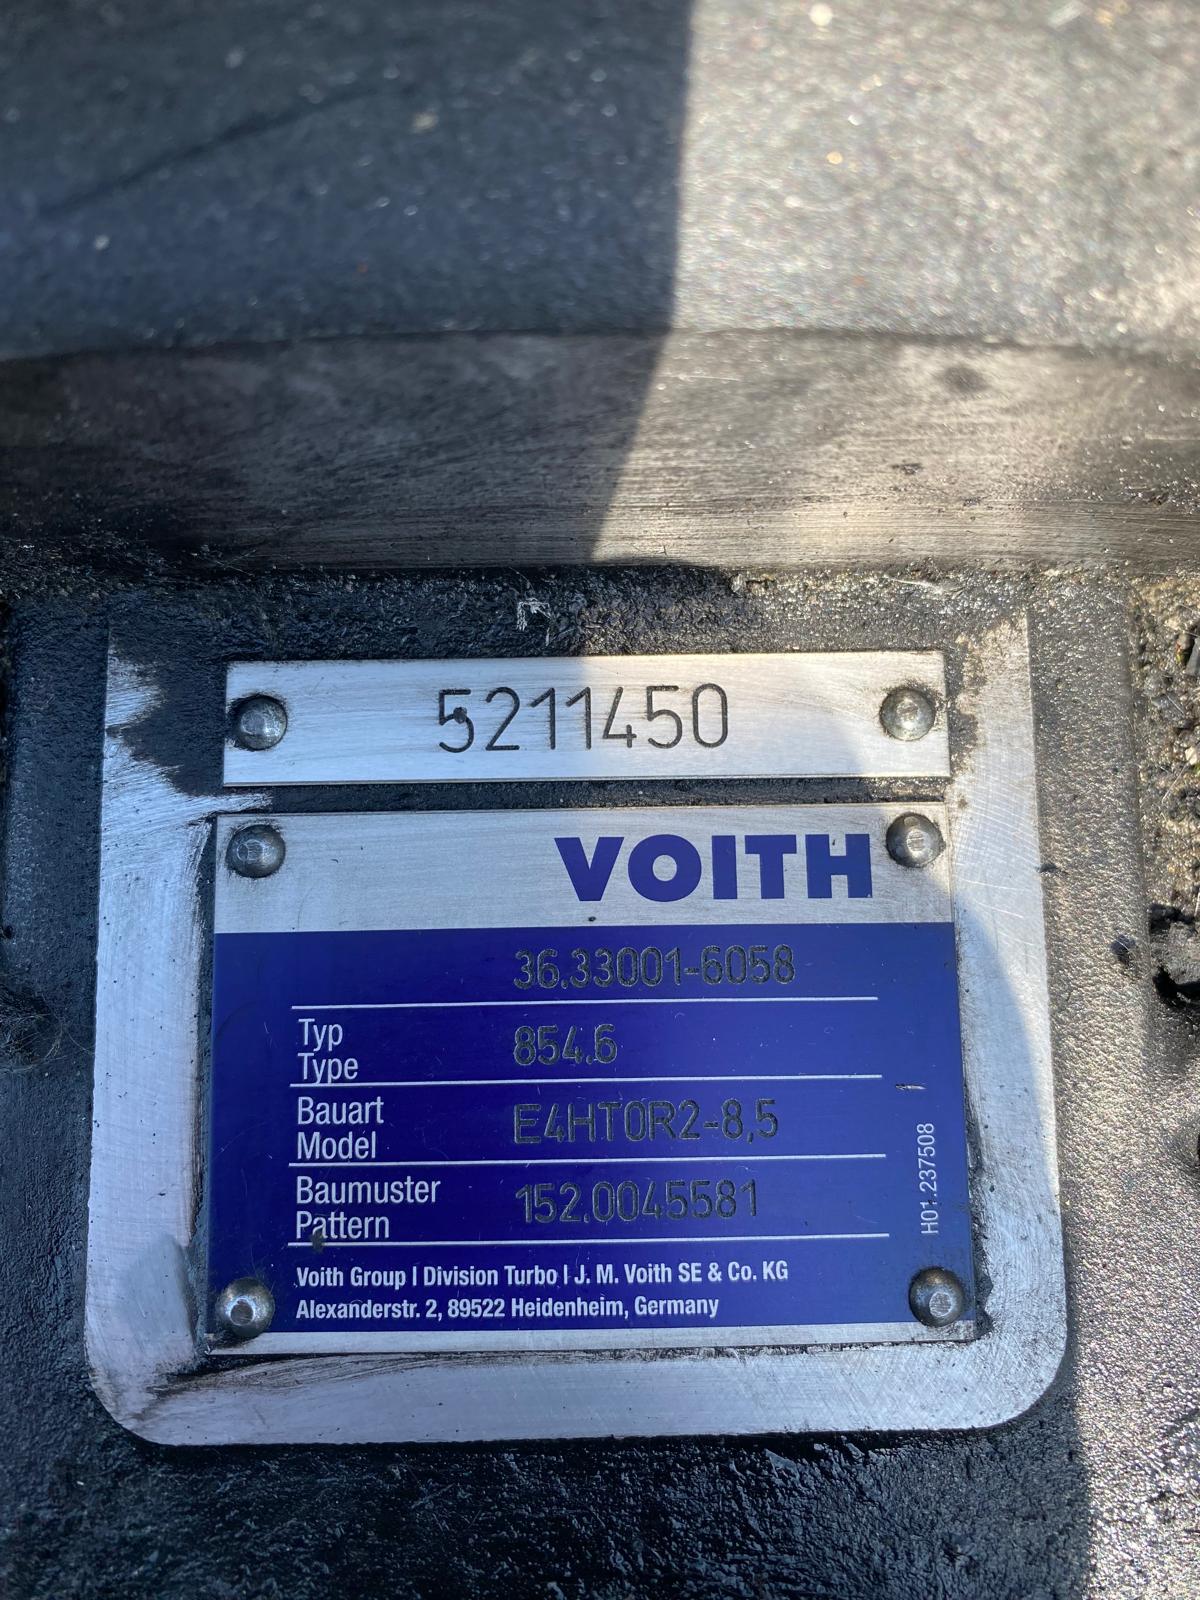 5211450
VOITH
36.33001-6058
Typ
Type
854.6
Bauart
Model
E4HT0R2-8,5
Baumuster
Pattern
152.0045581
H01.237508
Voith Group | Division Turbo | J. M. Voith SE & Co. KG
Alexanderstr. 2, 89522 Heidenheim, Germany